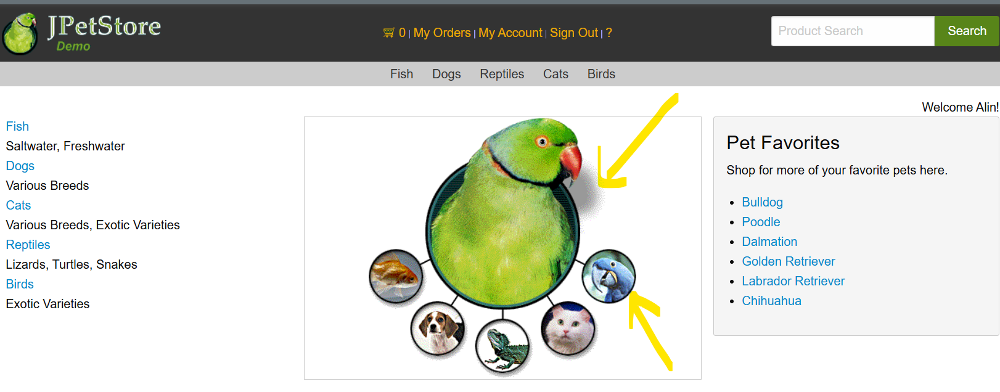 JPetStore
Demo
0 | My Orders | My Account | Sign Out | ?
Product Search
Search
Fish Dogs Reptiles Cats Birds
Welcome Alin!
Fish
Saltwater, Freshwater
Dogs
Various Breeds
Cats
Various Breeds, Exotic Varieties
Reptiles
Lizards, Turtles, Snakes
Birds
Exotic Varieties
Pet Favorites
Shop for more of your favorite pets here.
Bulldog
Poodle
Dalmation
Golden Retriever
Labrador Retriever
Chihuahua